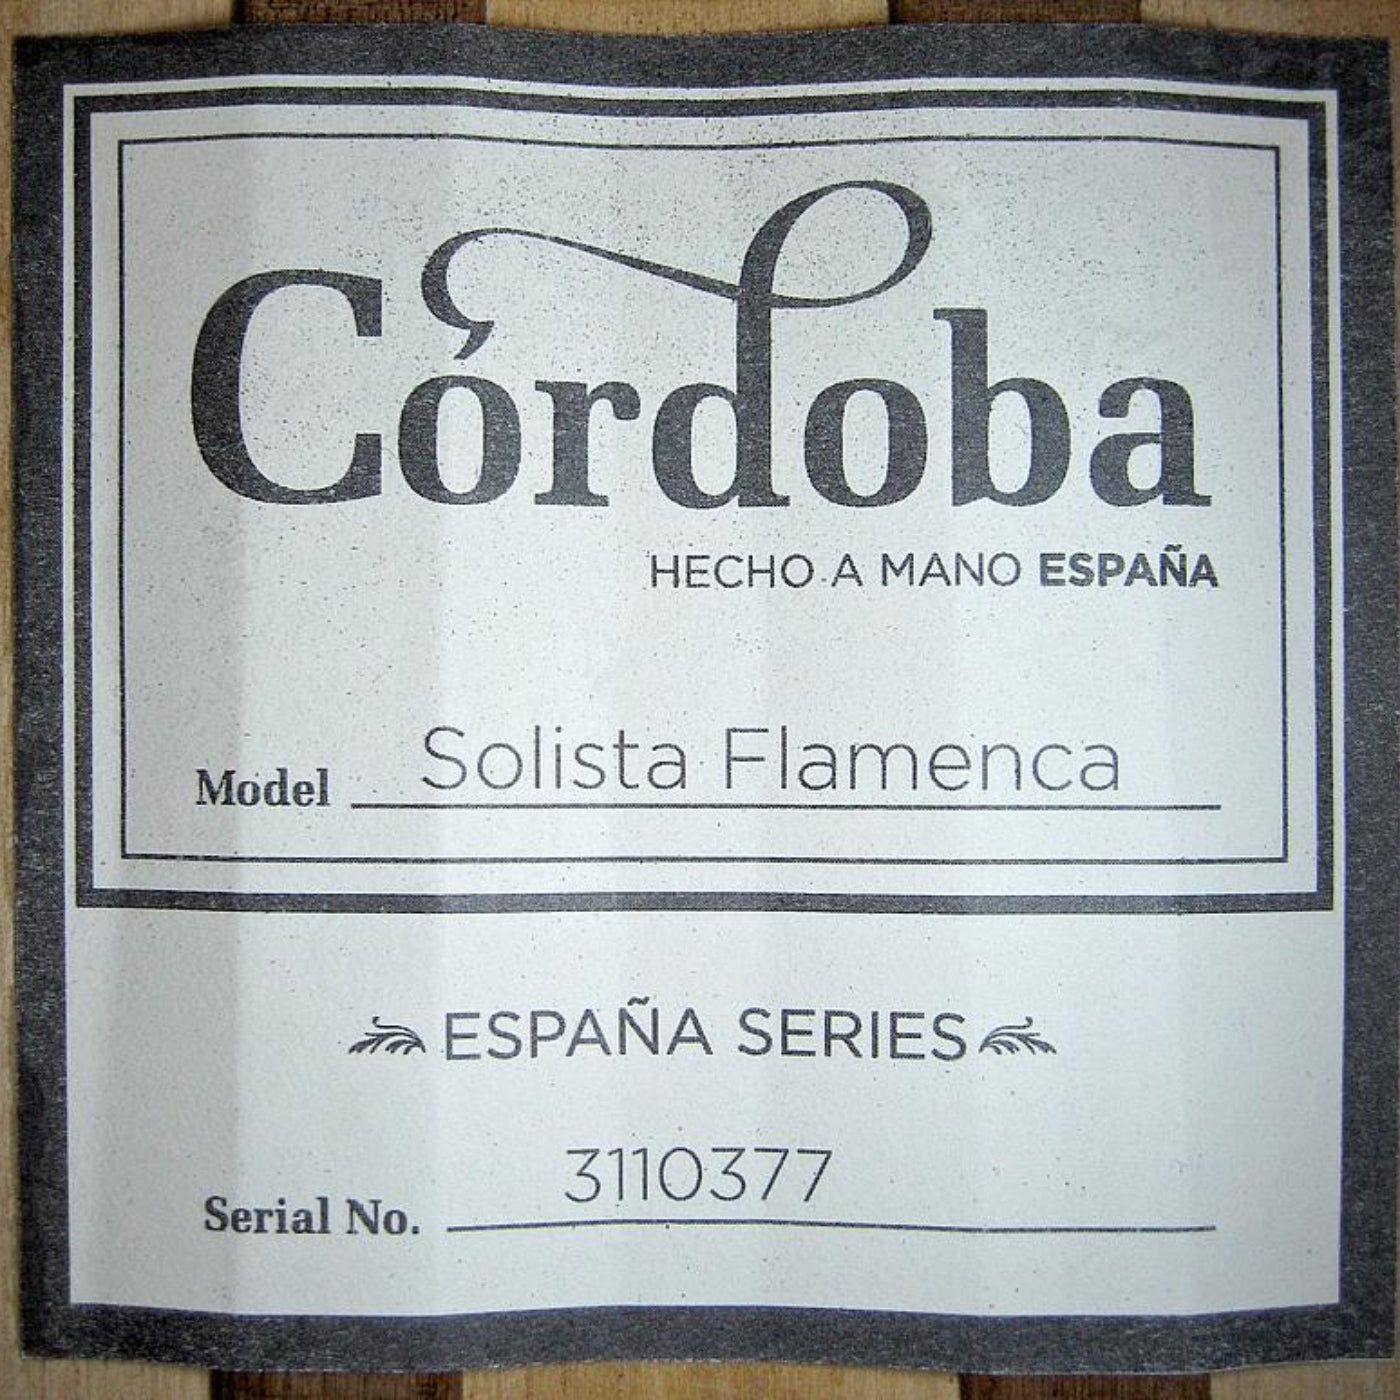 Córdoba
HECHO A MANO ESPAÑA
Model Solista Flamenca
ESPAÑA SERIES
Serial No. 3110377